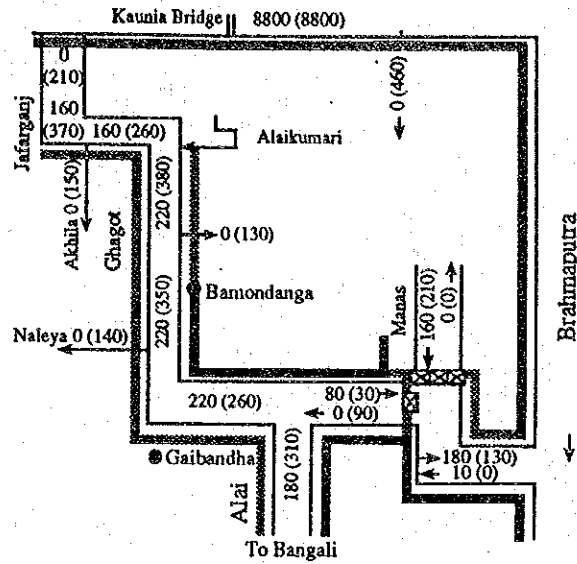 Kaunia Bridge
8800 (8800)
0
(210)
160
(370)
160 (260)
Jafarganj
Akhila 0 (150)
Ghagot
220 (380)
Alaikumari
0 (460)
0 (130)
220 (350)
Bamondanga
Naleya 0 (140)
Manas
160 (210)
0 (0)
Brahmaputra
220 (260)
80 (30)
0 (90)
Gaibandha
Alai
180 (310)
180 (130)
10 (0)
To Bangali